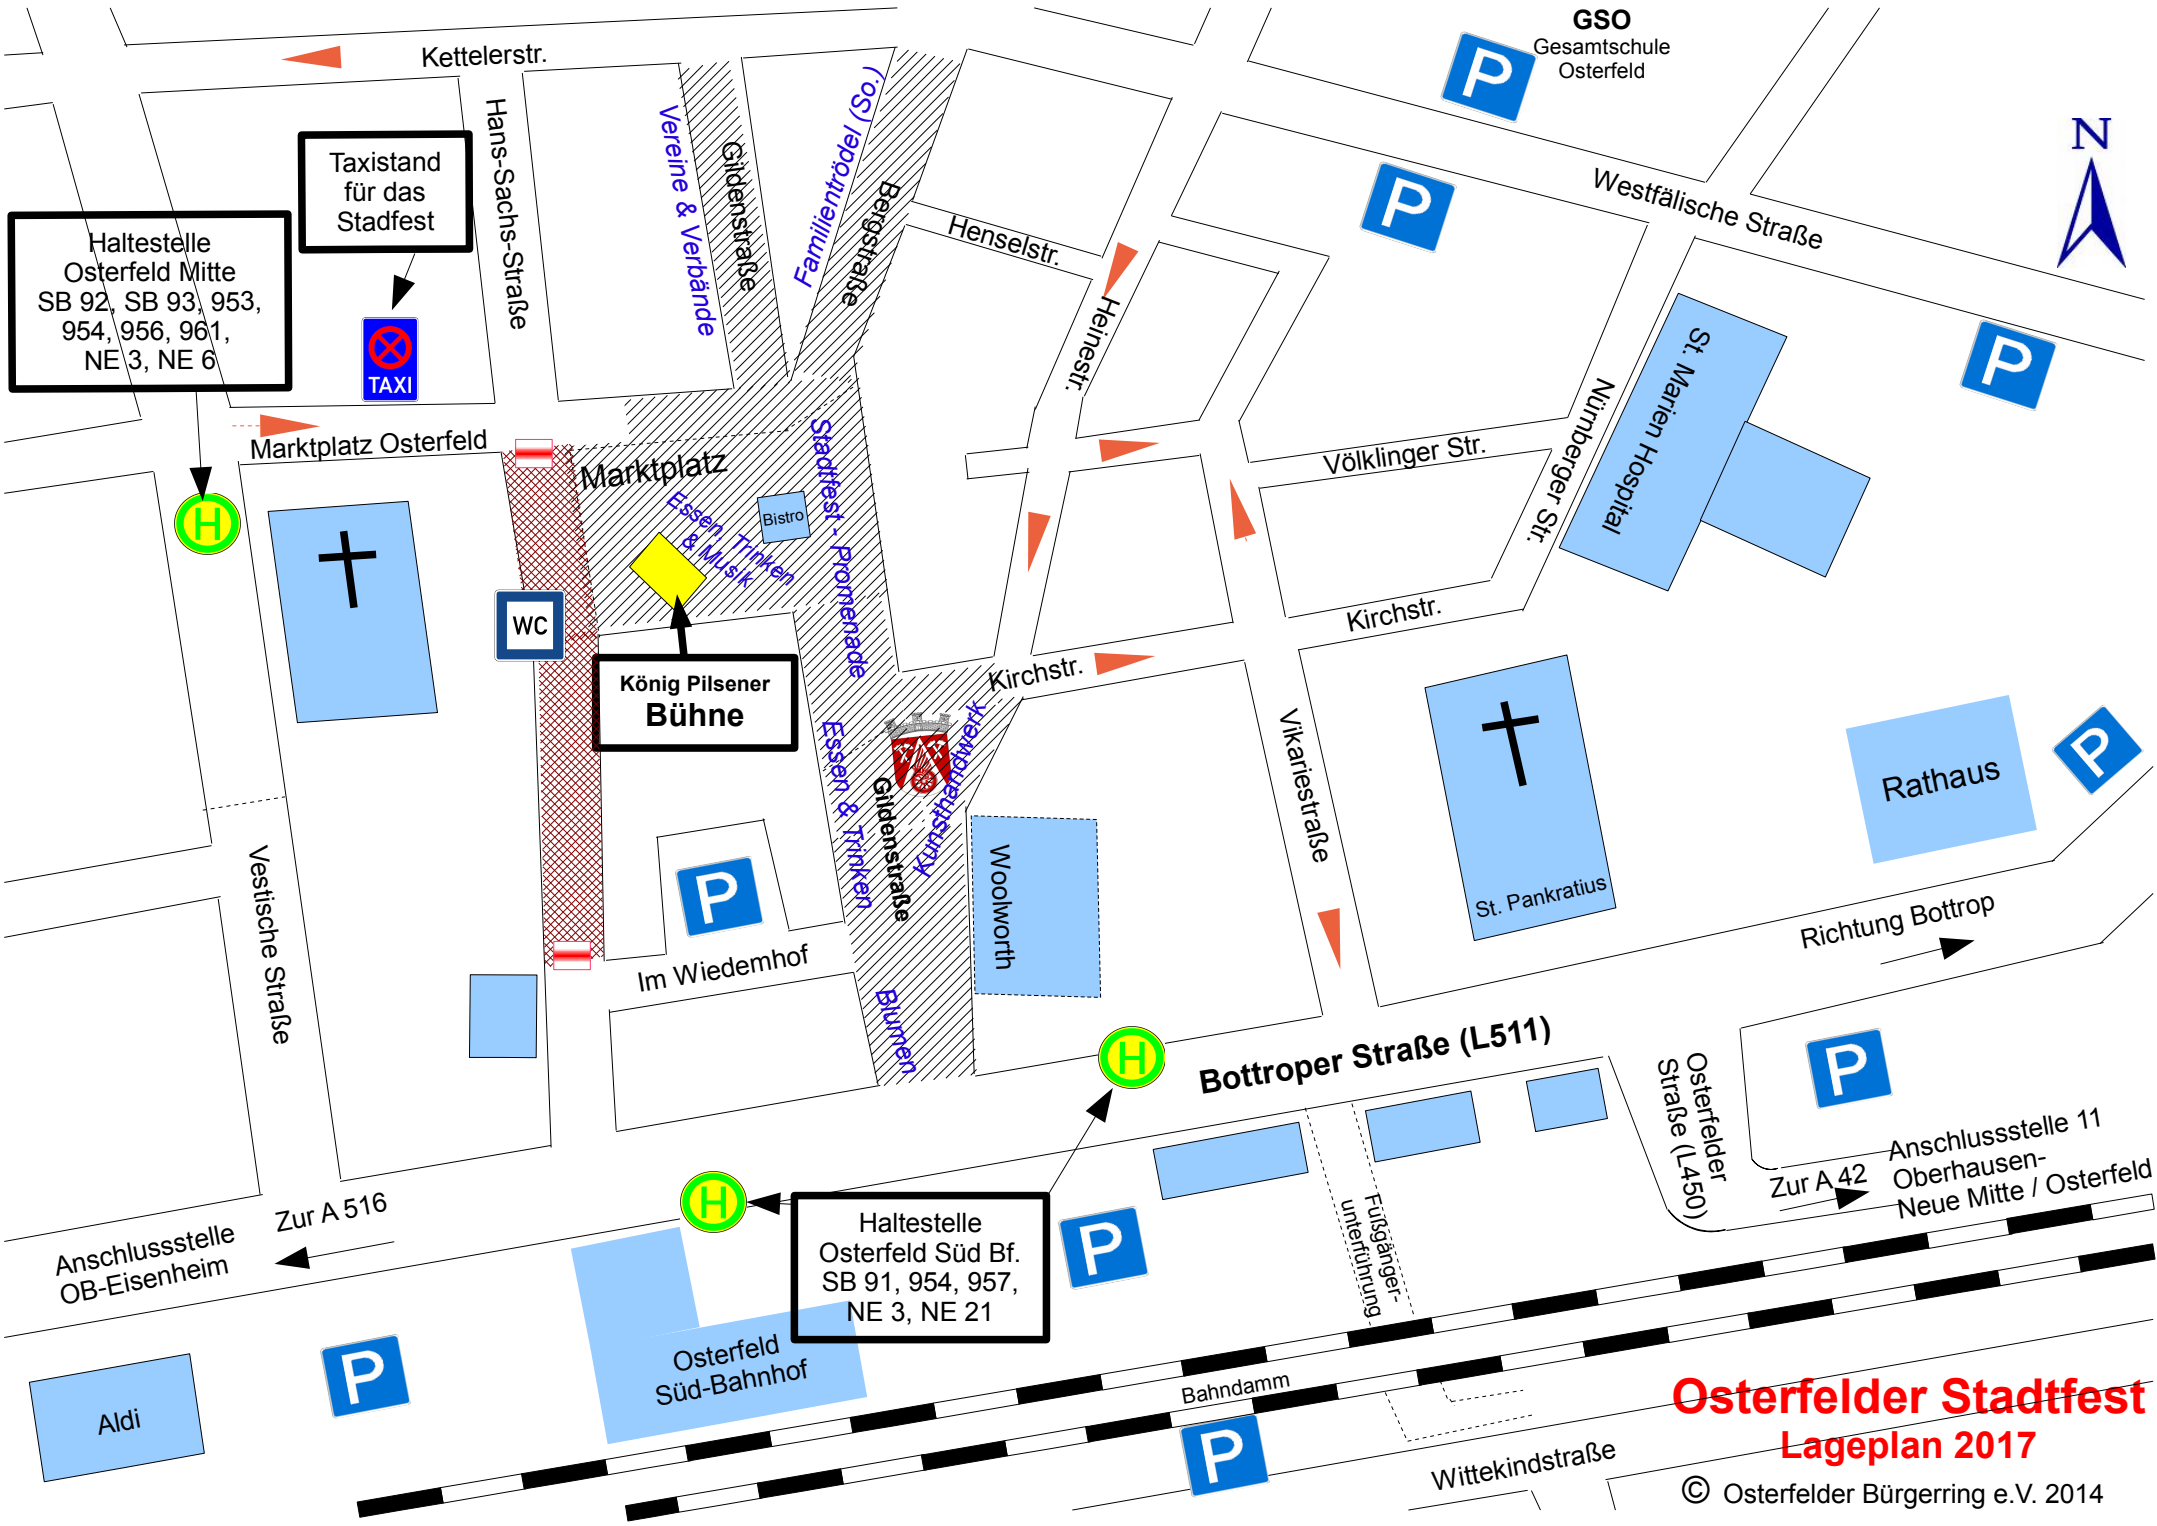 GSO
Gesamtschule
Osterfeld
P
Kettelerstr.
Hans-Sachs-Straße
Vereine & Verbände
Gildenstraße
Familientrödel (So.)
Bergstraße
Taxistand
für das
Stadfest
TAXI
Haltestelle
Osterfeld Mitte
SB 92, SB 93, 953,
954, 956, 961,
NE 3, NE 6
H
N
P
Westfälische Straße
Henselstr.
Heinestr.
P
Nürnberger Str.
St. Marien Hospital
Völklinger Str.
Marktplatz Osterfeld
Marktplatz
Essen, Trinken
& Musik
Bistro
Stadtfest - Promenade
WC
König Pilsener
Bühne
Kirchstr.
Kirchstr.
Essen & Trinken
Gildenstraße
Kunsthandwerk
Vikariestraße
St. Pankratius
Rathaus
P
Woolworth
Vestische Straße
P
Im Wiedemhof
Blumen
Richtung Bottrop
H
Bottroper Straße (L511)
Osterfelder
Straße (L450)
P
Anschlussstelle 11
Oberhausen-
Neue Mitte / Osterfeld
Zur A 42
Zur A 516
Anschlussstelle
OB-Eisenheim
H
Haltestelle
Osterfeld Süd Bf.
SB 91, 954, 957,
NE 3, NE 21
P
Fußgänger-
unterführung
Osterfeld
Süd-Bahnhof
P
Aldi
Bahndamm
P
Wittekindstraße
Osterfelder Stadtfest
Lageplan 2017
© Osterfelder Bürgerring e.V. 2014